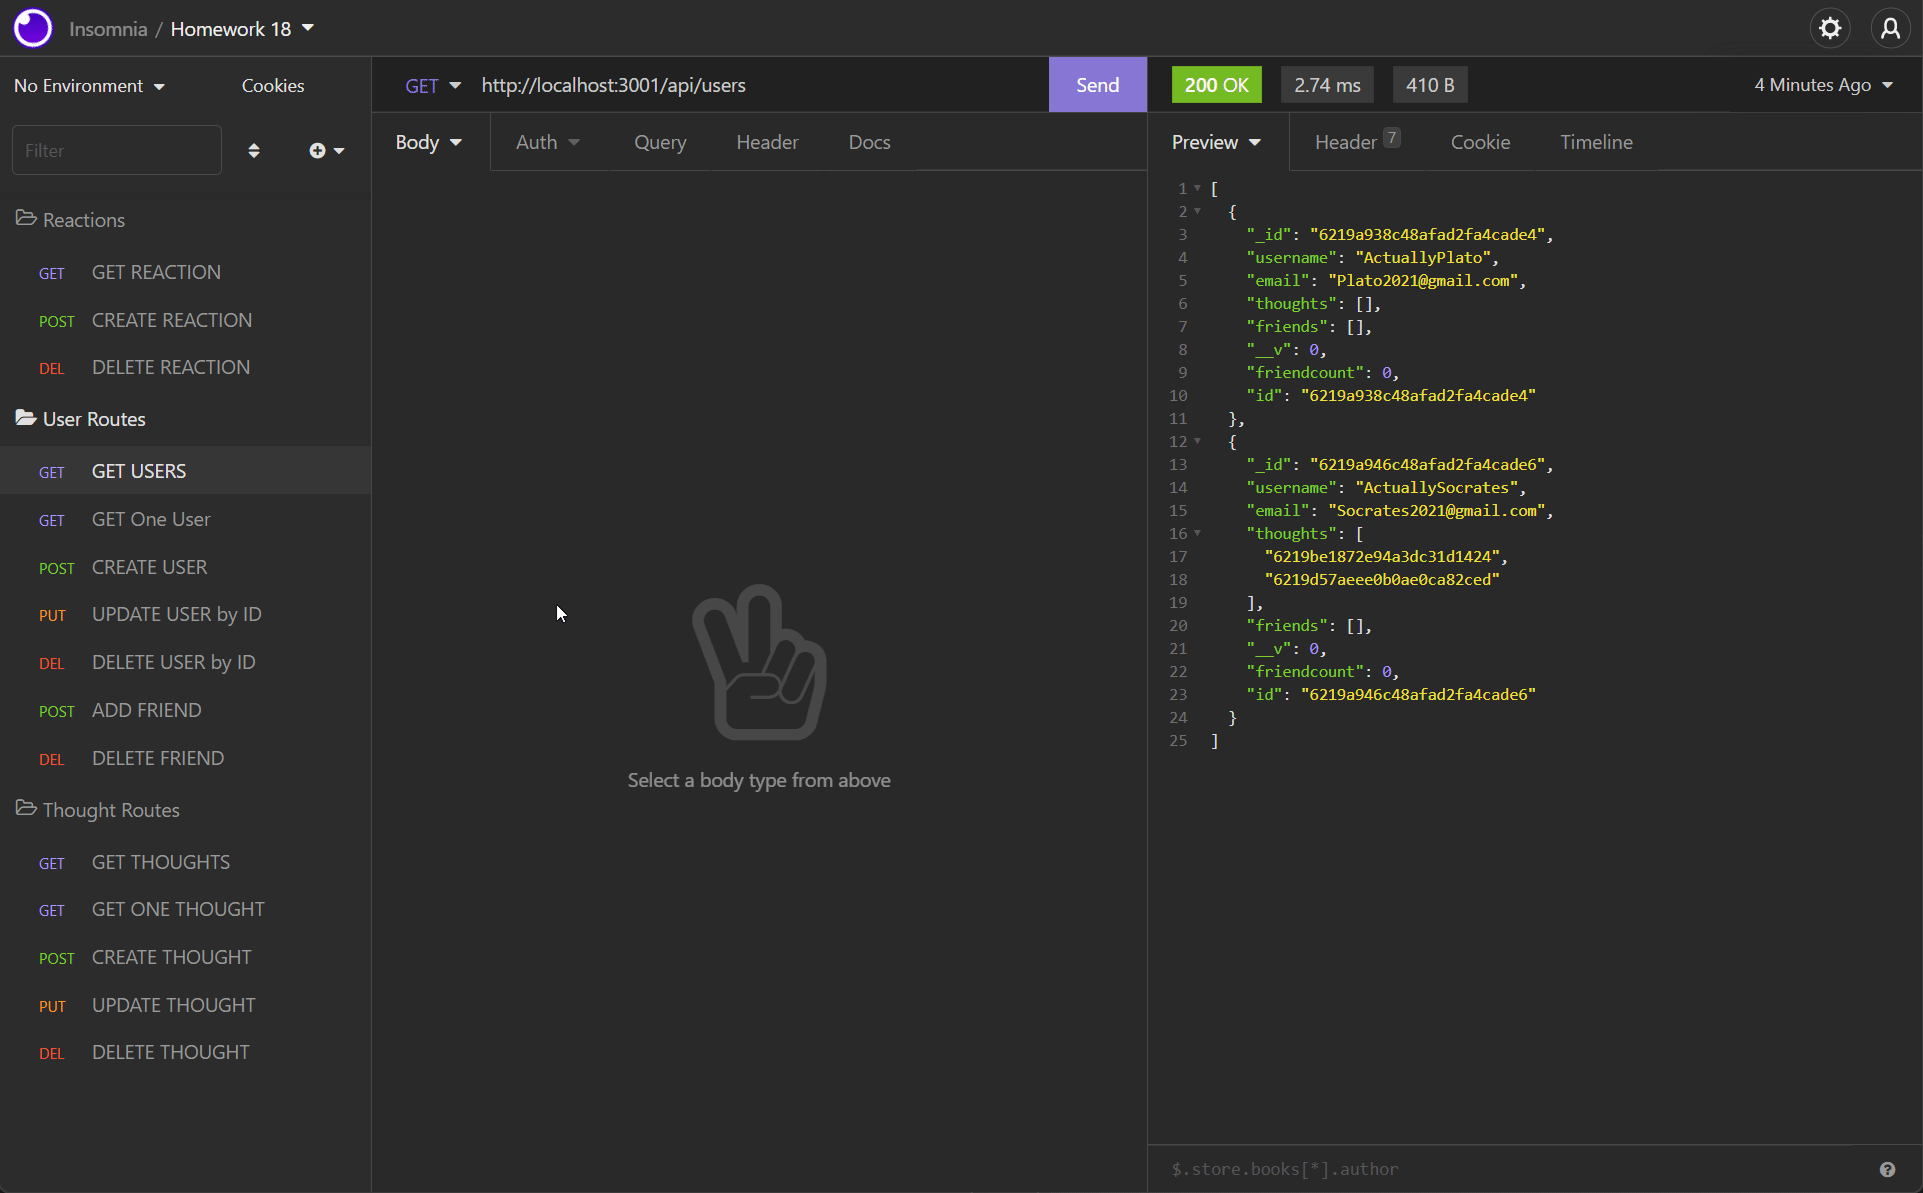 Insomnia / Homework 18
No Environment
Cookies
Filter
Reactions
GET GET REACTION
POST CREATE REACTION
DEL DELETE REACTION
User Routes
GET GET USERS
GET GET One User
POST CREATE USER
PUT UPDATE USER by ID
DEL DELETE USER by ID
POST ADD FRIEND
DEL DELETE FRIEND
Thought Routes
GET GET THOUGHTS
GET GET ONE THOUGHT
POST CREATE THOUGHT
PUT UPDATE THOUGHT
DEL DELETE THOUGHT
GET http://localhost:3001/api/users Send
Body Auth Query Header Docs
Select a body type from above
200 OK 2.74 ms 410 B 4 Minutes Ago
Preview Header 7 Cookie Timeline
1 [
2 {
3 "_id": "6219a938c48afad2fa4cade4",
4 "username": "ActuallyPlato",
5 "email": "Plato2021@gmail.com",
6 "thoughts": [],
7 "friends": [],
8 "__v": 0,
9 "friendcount": 0,
10 "id": "6219a938c48afad2fa4cade4"
11 },
12 {
13 "_id": "6219a946c48afad2fa4cade6",
14 "username": "ActuallySocrates",
15 "email": "Socrates2021@gmail.com",
16 "thoughts": [
17 "6219be1872e94a3dc31d1424",
18 "6219d57aeee0b0ae0ca82ced"
19 ],
20 "friends": [],
21 "__v": 0,
22 "friendcount": 0,
23 "id": "6219a946c48afad2fa4cade6"
24 }
25 ]
$.store.books[*].author